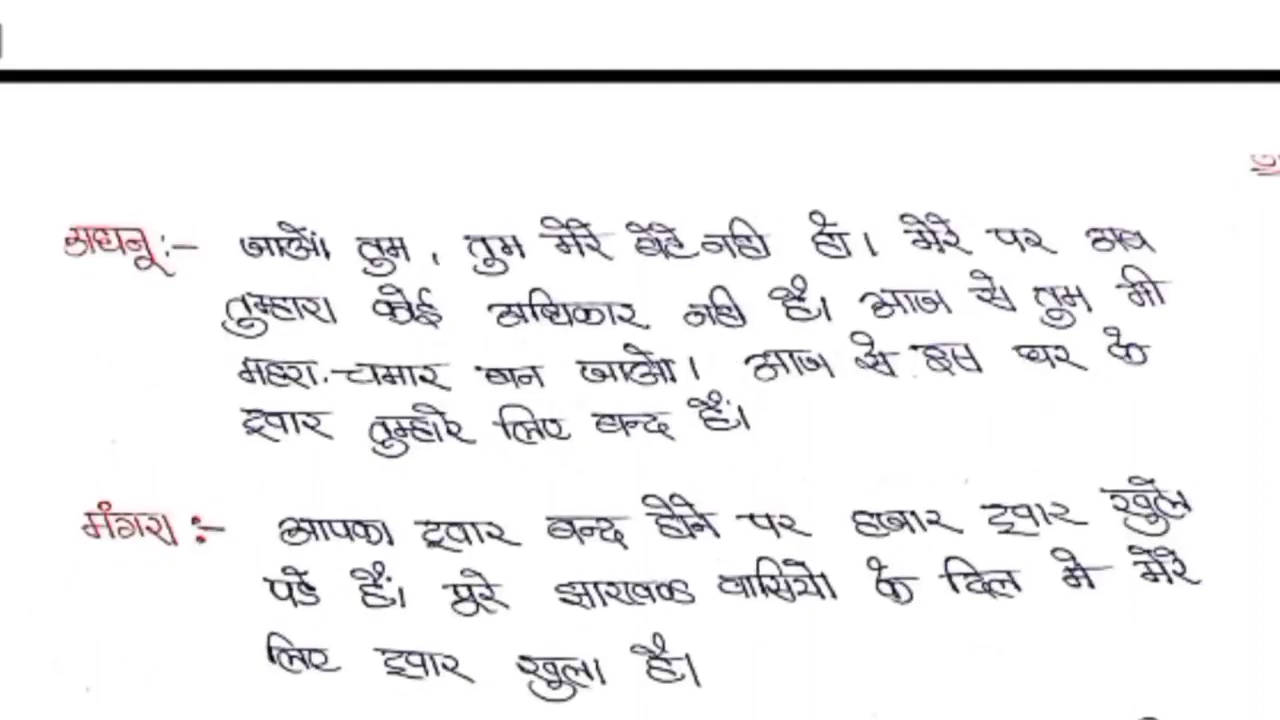 अघनू:- जाओ तुम, तुम मेरे बेटे नही हो। मेरे पर अब
तुम्हारा कोई अधिकार नही है। आज से तुम भी
महरा-चमार बन जाओ। आज से इस घर के
द्वार तुम्हारे लिए बन्द हैं।
मंगरा:- आपका द्वार बन्द होने पर हजार द्वार खुले
पडे हैं। पुरे झारखण्ड वासियो के दिल मे मेरे
लिए द्वार खुला है।